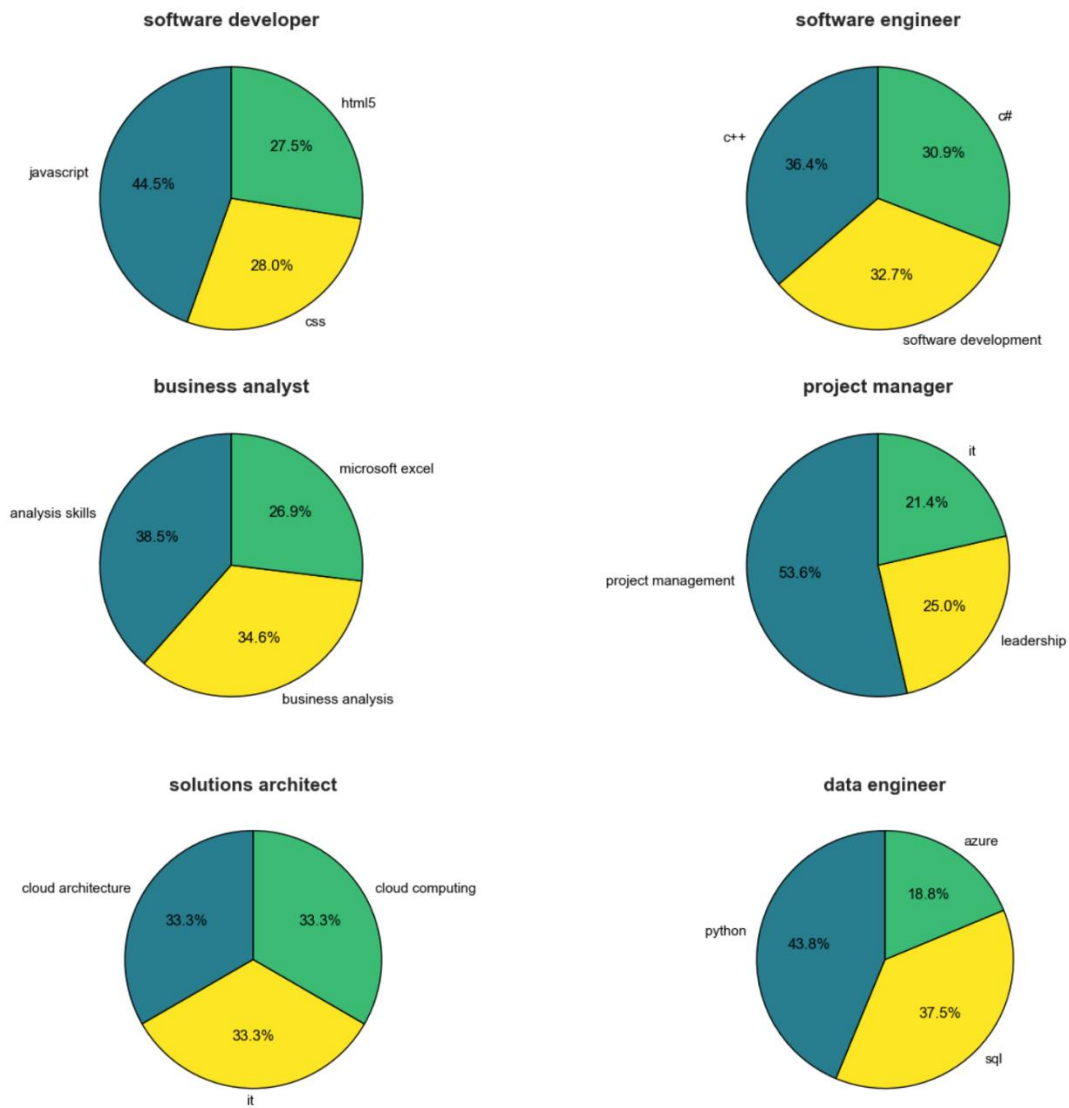 software developer
html5
27.5%
javascript
44.5%
28.0%
css
software engineer
c#
c++
30.9%
36.4%
32.7%
software development
business analyst
microsoft excel
analysis skills
26.9%
38.5%
34.6%
business analysis
project manager
it
21.4%
project management
53.6%
25.0%
leadership
solutions architect
cloud architecture
cloud computing
33.3%
33.3%
33.3%
it
data engineer
azure
18.8%
python
43.8%
37.5%
sql